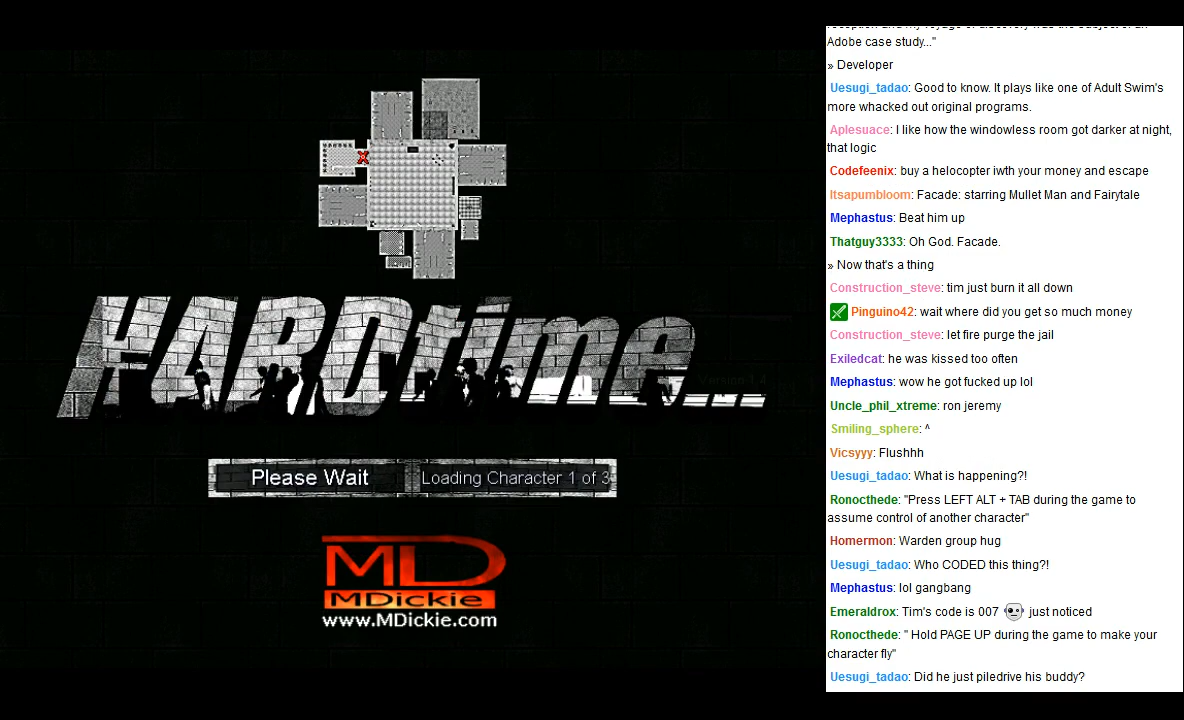 HARDtime...
Version 1.4
Please Wait
Loading Character 1 of 3
MD
MDickie
www.MDickie.com
Adobe case study..."
» Developer
Uesugi_tadao: Good to know. It plays like one of Adult Swim's
more whacked out original programs.
Aplesuace: I like how the windowless room got darker at night,
that logic
Codefeenix: buy a helocopter iwth your money and escape
Itsapumbloom: Facade: starring Mullet Man and Fairytale
Mephastus: Beat him up
Thatguy3333: Oh God. Facade.
» Now that's a thing
Construction_steve: tim just burn it all down
Pinguino42: wait where did you get so much money
Construction_steve: let fire purge the jail
Exiledcat: he was kissed too often
Mephastus: wow he got fucked up lol
Uncle_phil_xtreme: ron jeremy
Smiling_sphere: ^
Vicsyyy: Flushhh
Uesugi_tadao: What is happening?!
Ronocthede: "Press LEFT ALT + TAB during the game to
assume control of another character"
Homermon: Warden group hug
Uesugi_tadao: Who CODED this thing?!
Mephastus: lol gangbang
Emeraldrox: Tim's code is 007 just noticed
Ronocthede: " Hold PAGE UP during the game to make your
character fly"
Uesugi_tadao: Did he just piledrive his buddy?